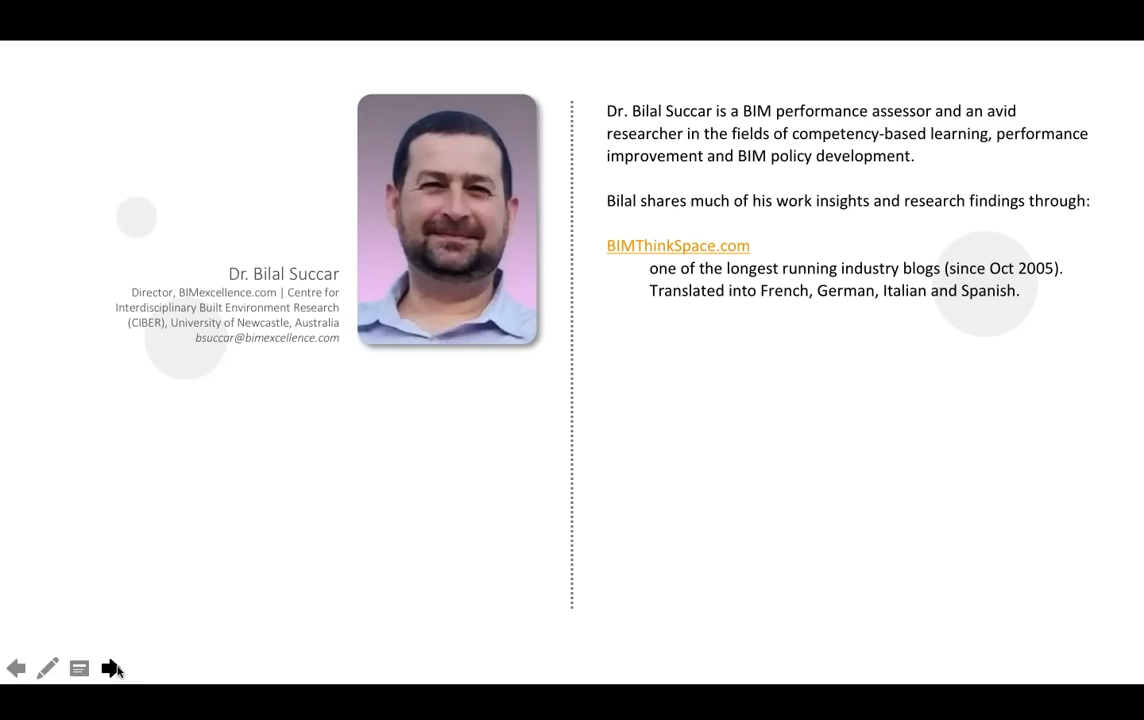 Dr. Bilal Succar
Director, BIMexcellence.com | Centre for
Interdisciplinary Built Environment Research
(CIBER), University of Newcastle, Australia
bsuccar@bimexcellence.com
Dr. Bilal Succar is a BIM performance assessor and an avid
researcher in the fields of competency-based learning, performance
improvement and BIM policy development.
Bilal shares much of his work insights and research findings through:
BIMThinkSpace.com
one of the longest running industry blogs (since Oct 2005).
Translated into French, German, Italian and Spanish.